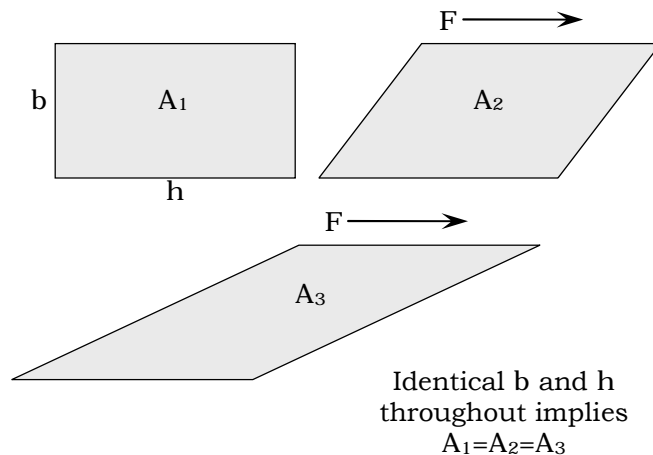 F
b
A₁
A₂
h
F
A₃
Identical b and h
throughout implies
A₁=A₂=A₃